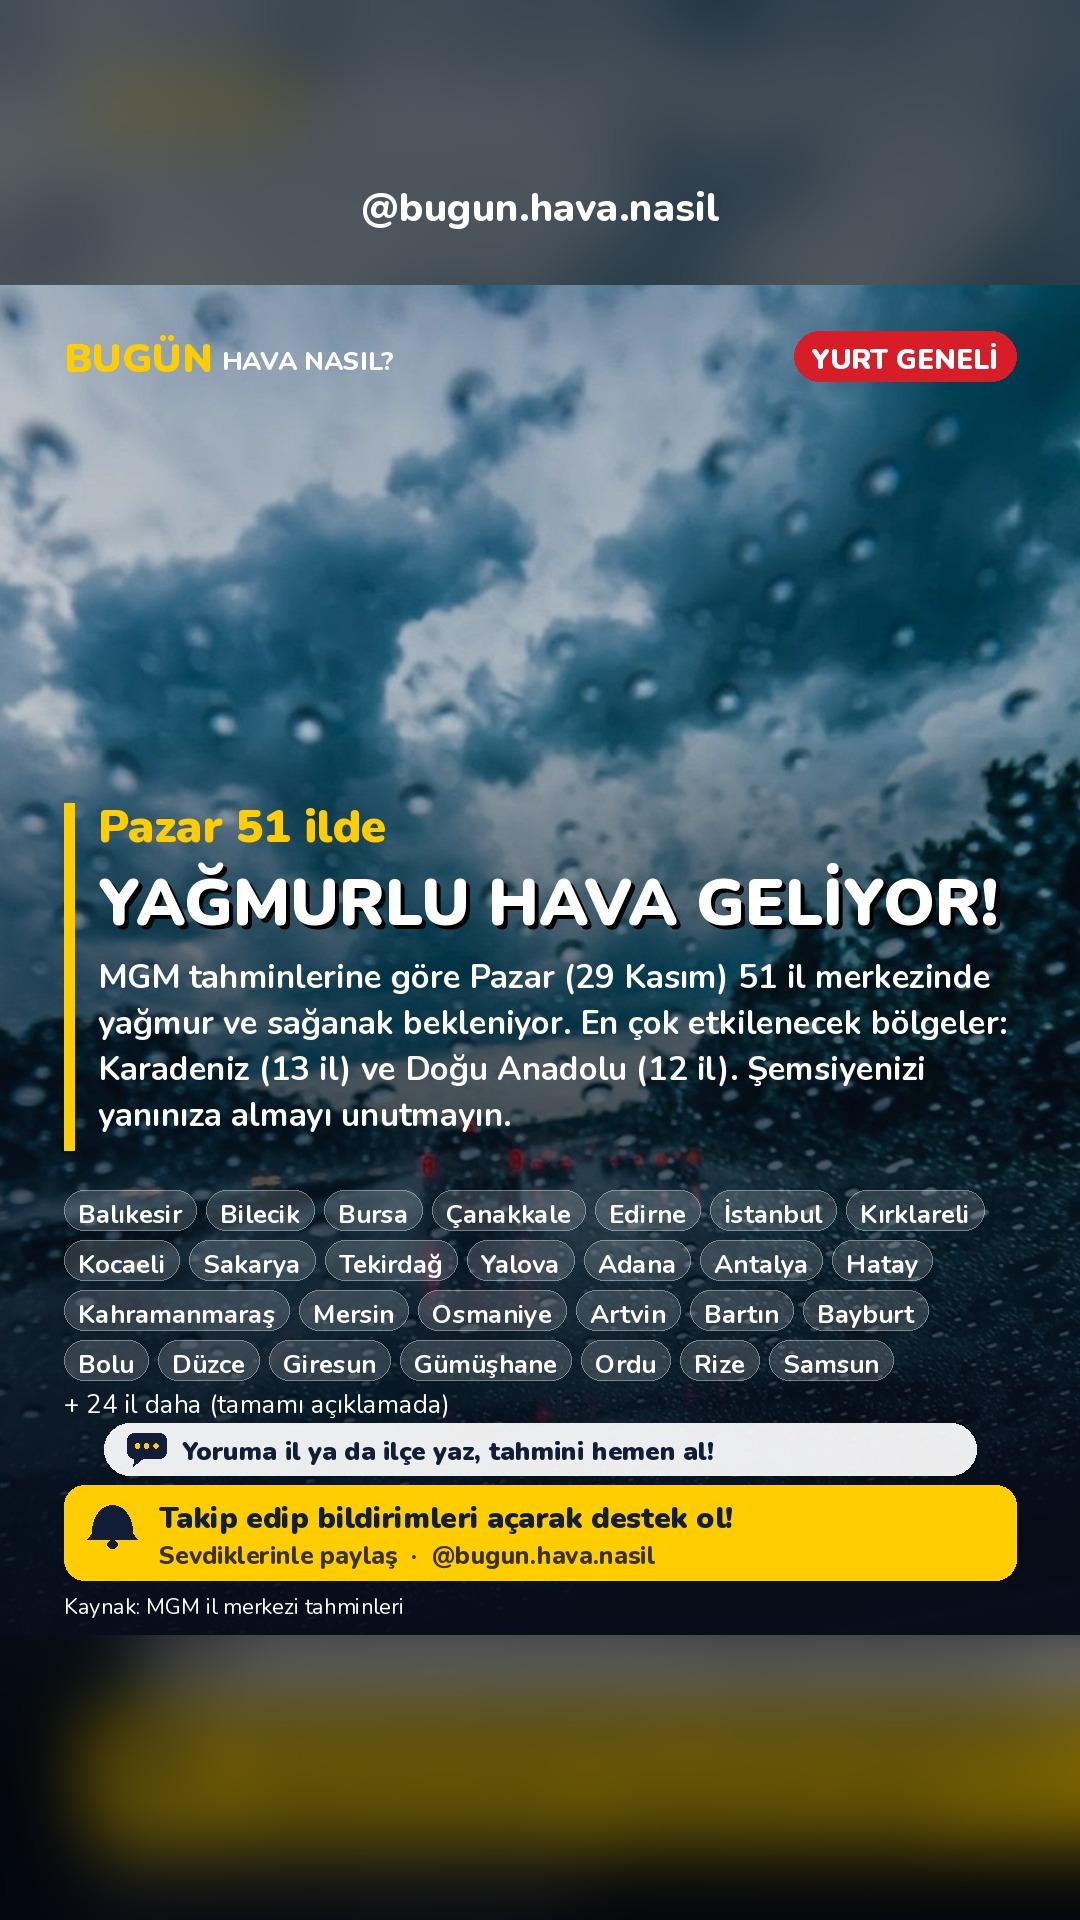 @bugun.hava.nasil
BUGÜN HAVA NASIL?
YURT GENELİ
Pazar 51 ilde
YAĞMURLU HAVA GELİYOR!
MGM tahminlerine göre Pazar (29 Kasım) 51 il merkezinde
yağmur ve sağanak bekleniyor. En çok etkilenecek bölgeler:
Karadeniz (13 il) ve Doğu Anadolu (12 il). Şemsiyenizi
yanınıza almayı unutmayın.
Balıkesir Bilecik Bursa Çanakkale Edirne İstanbul Kırklareli
Kocaeli Sakarya Tekirdağ Yalova Adana Antalya Hatay
Kahramanmaraş Mersin Osmaniye Artvin Bartın Bayburt
Bolu Düzce Giresun Gümüşhane Ordu Rize Samsun
+ 24 il daha (tamamı açıklamada)
Yoruma il ya da ilçe yaz, tahmini hemen al!
Takip edip bildirimleri açarak destek ol!
Sevdiklerinle paylaş · @bugun.hava.nasil
Kaynak: MGM il merkezi tahminleri